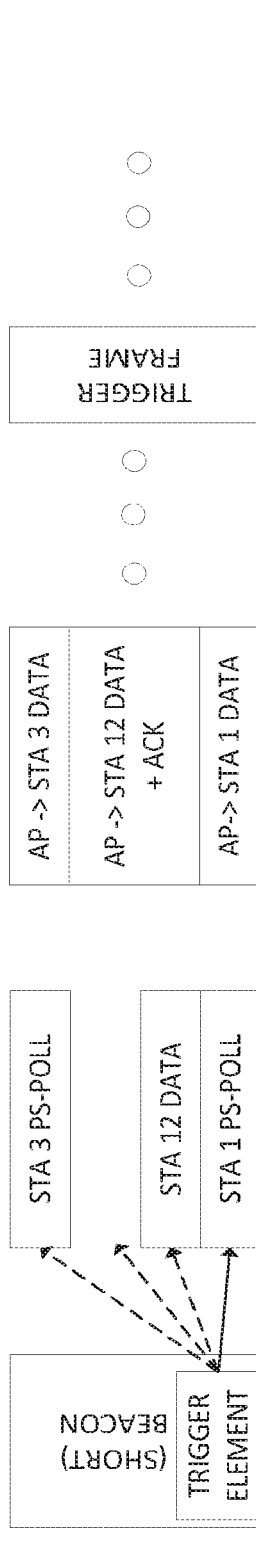 (SHORT)
BEACON
TRIGGER
ELEMENT
STA 3 PS-POLL
STA 12 DATA
STA 1 PS-POLL
AP -> STA 3 DATA
AP -> STA 12 DATA
+ ACK
AP-> STA 1 DATA
TRIGGER
FRAME